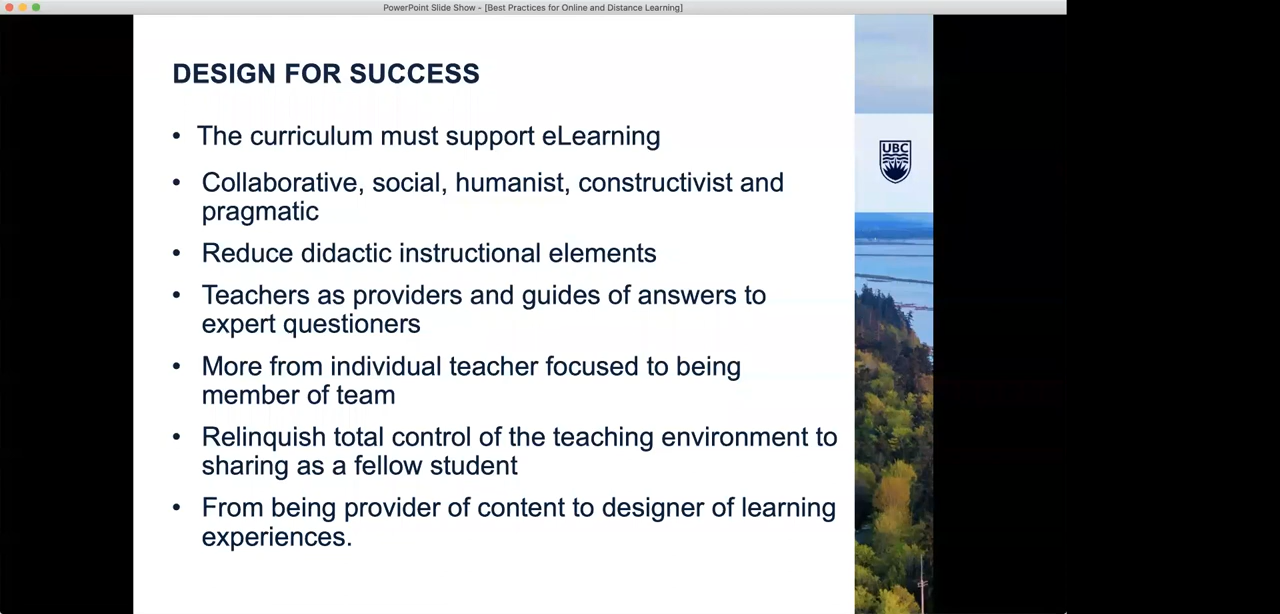 PowerPoint Slide Show - [Best Practices for Online and Distance Learning]
DESIGN FOR SUCCESS
• The curriculum must support eLearning
• Collaborative, social, humanist, constructivist and
pragmatic
• Reduce didactic instructional elements
• Teachers as providers and guides of answers to
expert questioners
• More from individual teacher focused to being
member of team
• Relinquish total control of the teaching environment to
sharing as a fellow student
• From being provider of content to designer of learning
experiences.
UBC